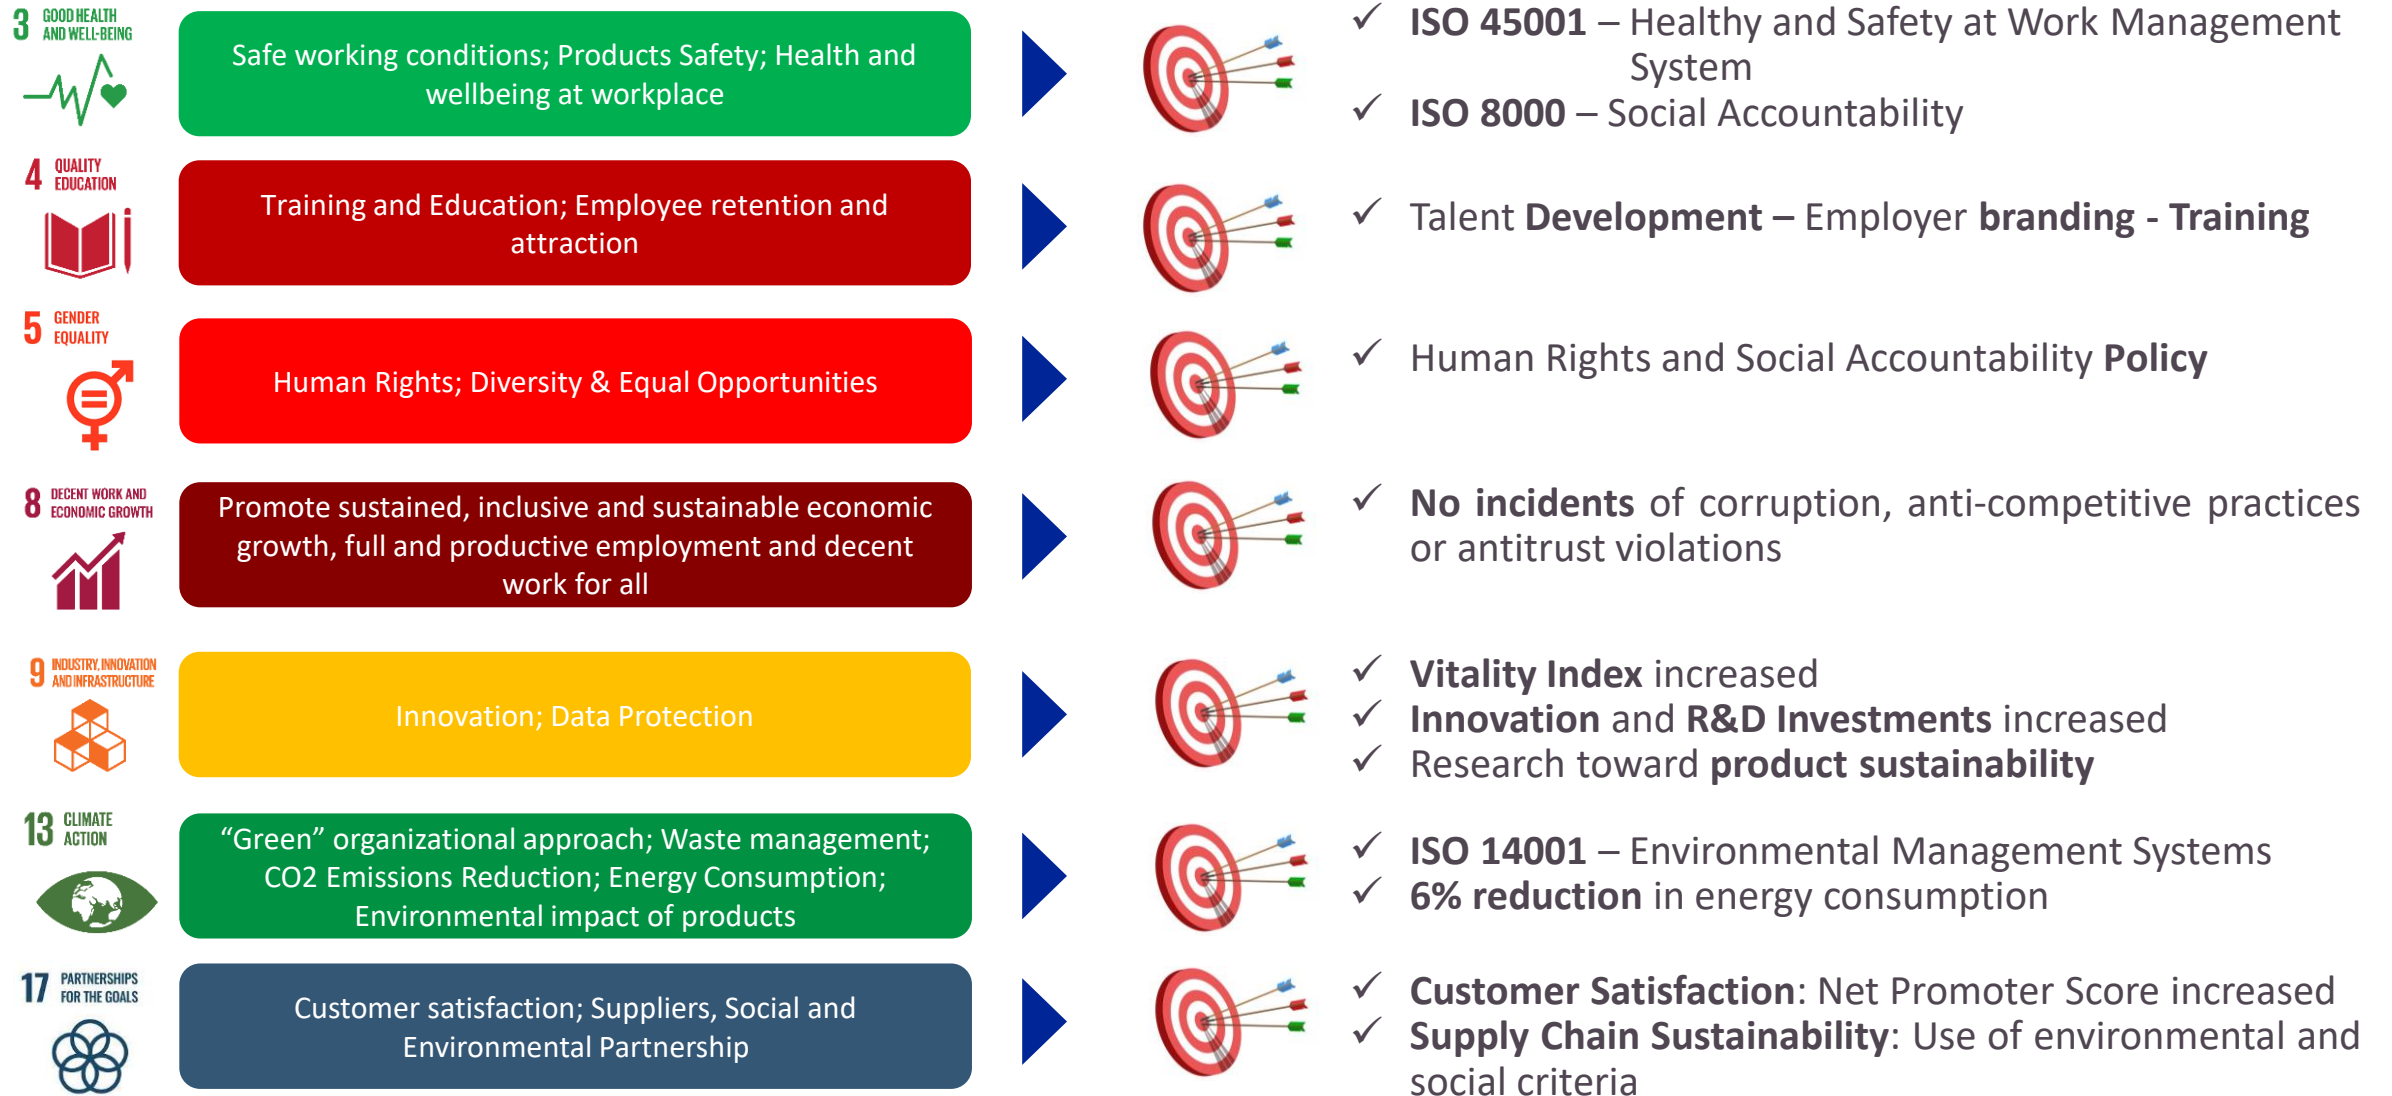 3 GOOD HEALTH
AND WELL-BEING
Safe working conditions; Products Safety; Health and
wellbeing at workplace
✓ ISO 45001 – Healthy and Safety at Work Management
System
✓ ISO 8000 – Social Accountability
4 QUALITY
EDUCATION
Training and Education; Employee retention and
attraction
✓ Talent Development – Employer branding - Training
5 GENDER
EQUALITY
Human Rights; Diversity & Equal Opportunities
✓ Human Rights and Social Accountability Policy
8 DECENT WORK AND
ECONOMIC GROWTH
Promote sustained, inclusive and sustainable economic
growth, full and productive employment and decent
work for all
✓ No incidents of corruption, anti-competitive practices
or antitrust violations
9 INDUSTRY, INNOVATION
AND INFRASTRUCTURE
Innovation; Data Protection
✓ Vitality Index increased
✓ Innovation and R&D Investments increased
✓ Research toward product sustainability
13 CLIMATE
ACTION
“Green” organizational approach; Waste management;
CO2 Emissions Reduction; Energy Consumption;
Environmental impact of products
✓ ISO 14001 – Environmental Management Systems
✓ 6% reduction in energy consumption
17 PARTNERSHIPS
FOR THE GOALS
Customer satisfaction; Suppliers, Social and
Environmental Partnership
✓ Customer Satisfaction: Net Promoter Score increased
✓ Supply Chain Sustainability: Use of environmental and
social criteria